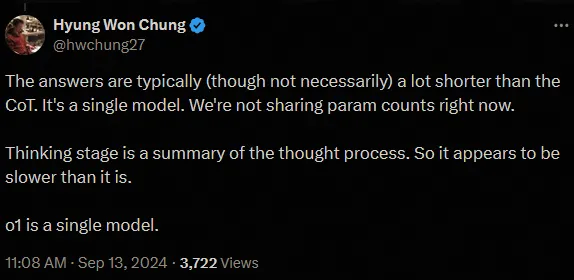 Hyung Won Chung
@hwchung27
The answers are typically (though not necessarily) a lot shorter than the
CoT. It's a single model. We're not sharing param counts right now.
Thinking stage is a summary of the thought process. So it appears to be
slower than it is.
o1 is a single model.
11:08 AM · Sep 13, 2024 · 3,722 Views